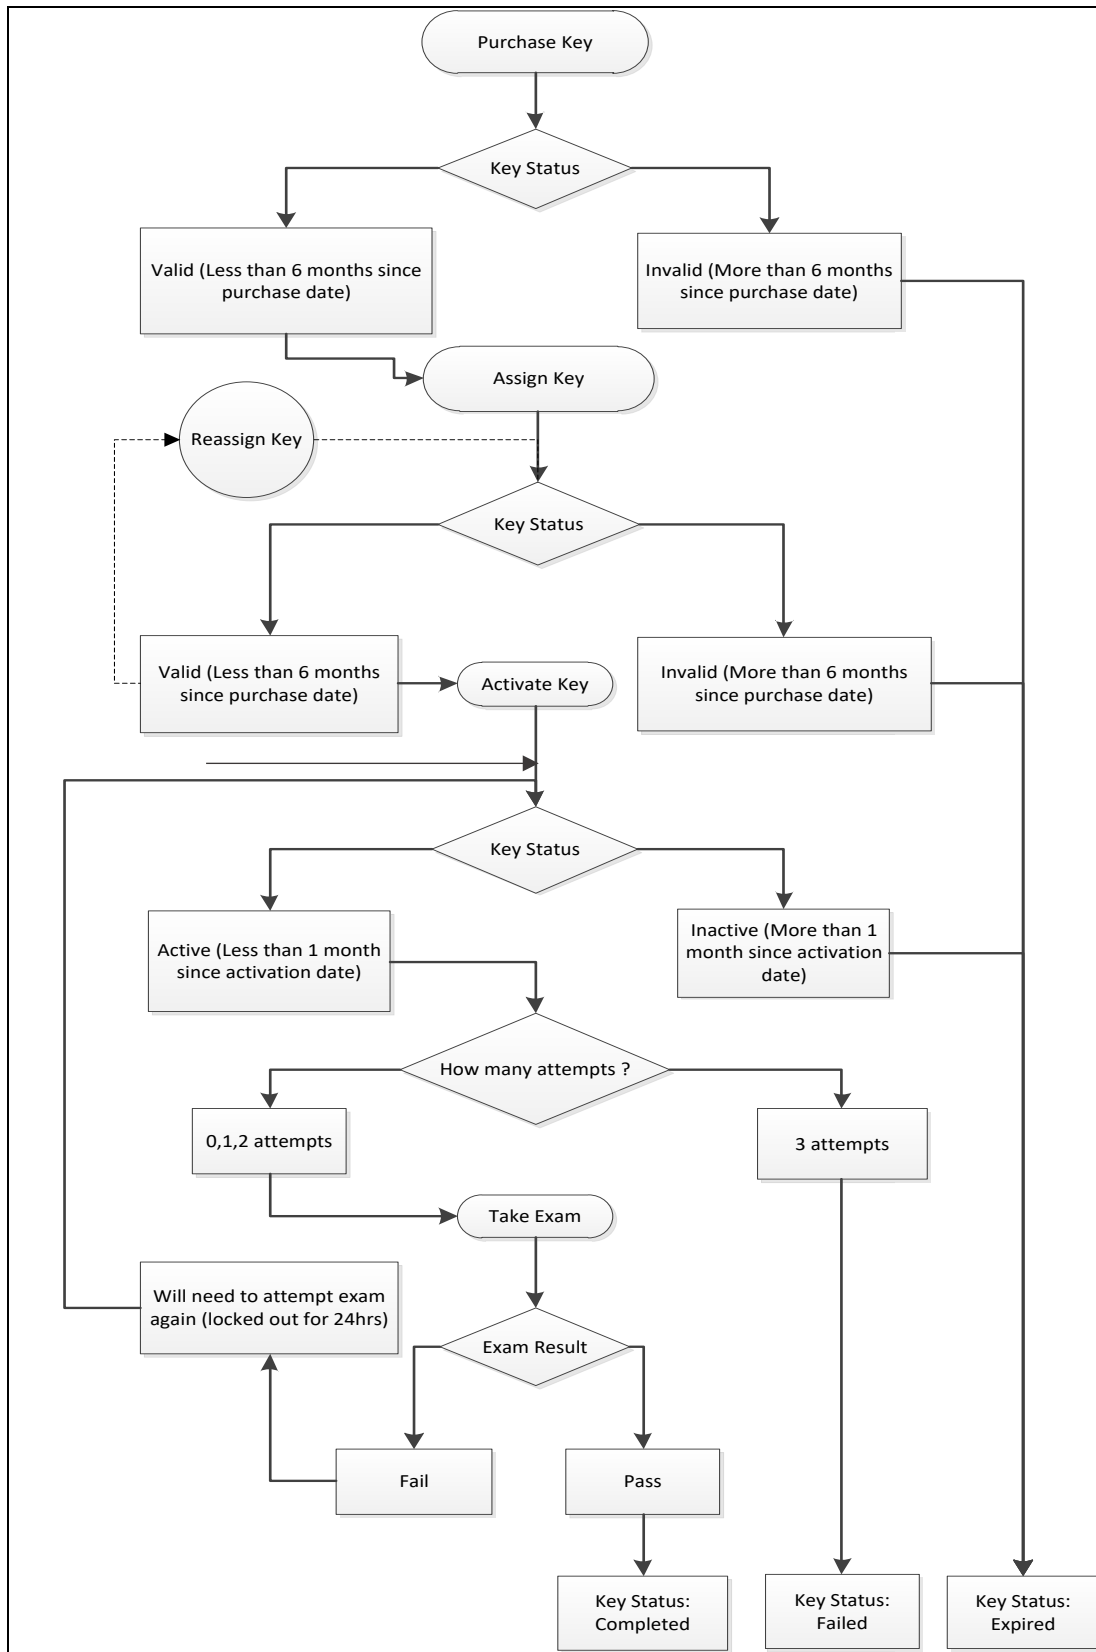 Purchase Key
Key Status
Valid (Less than 6 months since
purchase date)
Invalid (More than 6 months
since purchase date)
Assign Key
Reassign Key
Key Status
Valid (Less than 6 months
since purchase date)
Activate Key
Invalid (More than 6 months
since purchase date)
Key Status
Active (Less than 1 month
since activation date)
Inactive (More than 1
month since activation
date)
How many attempts ?
0,1,2 attempts
3 attempts
Take Exam
Will need to attempt exam
again (locked out for 24hrs)
Exam Result
Fail
Pass
Key Status:
Completed
Key Status:
Failed
Key Status:
Expired